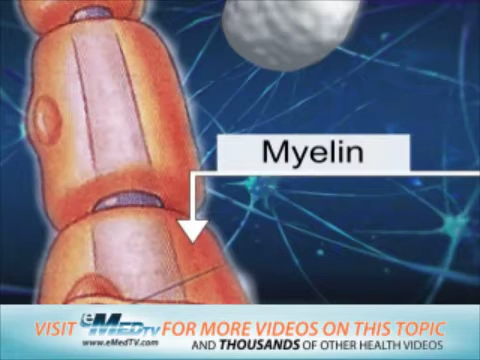 Myelin
VISIT eMEDTV FOR MORE VIDEOS ON THIS TOPIC
www.eMedTV.com AND THOUSANDS OF OTHER HEALTH VIDEOS